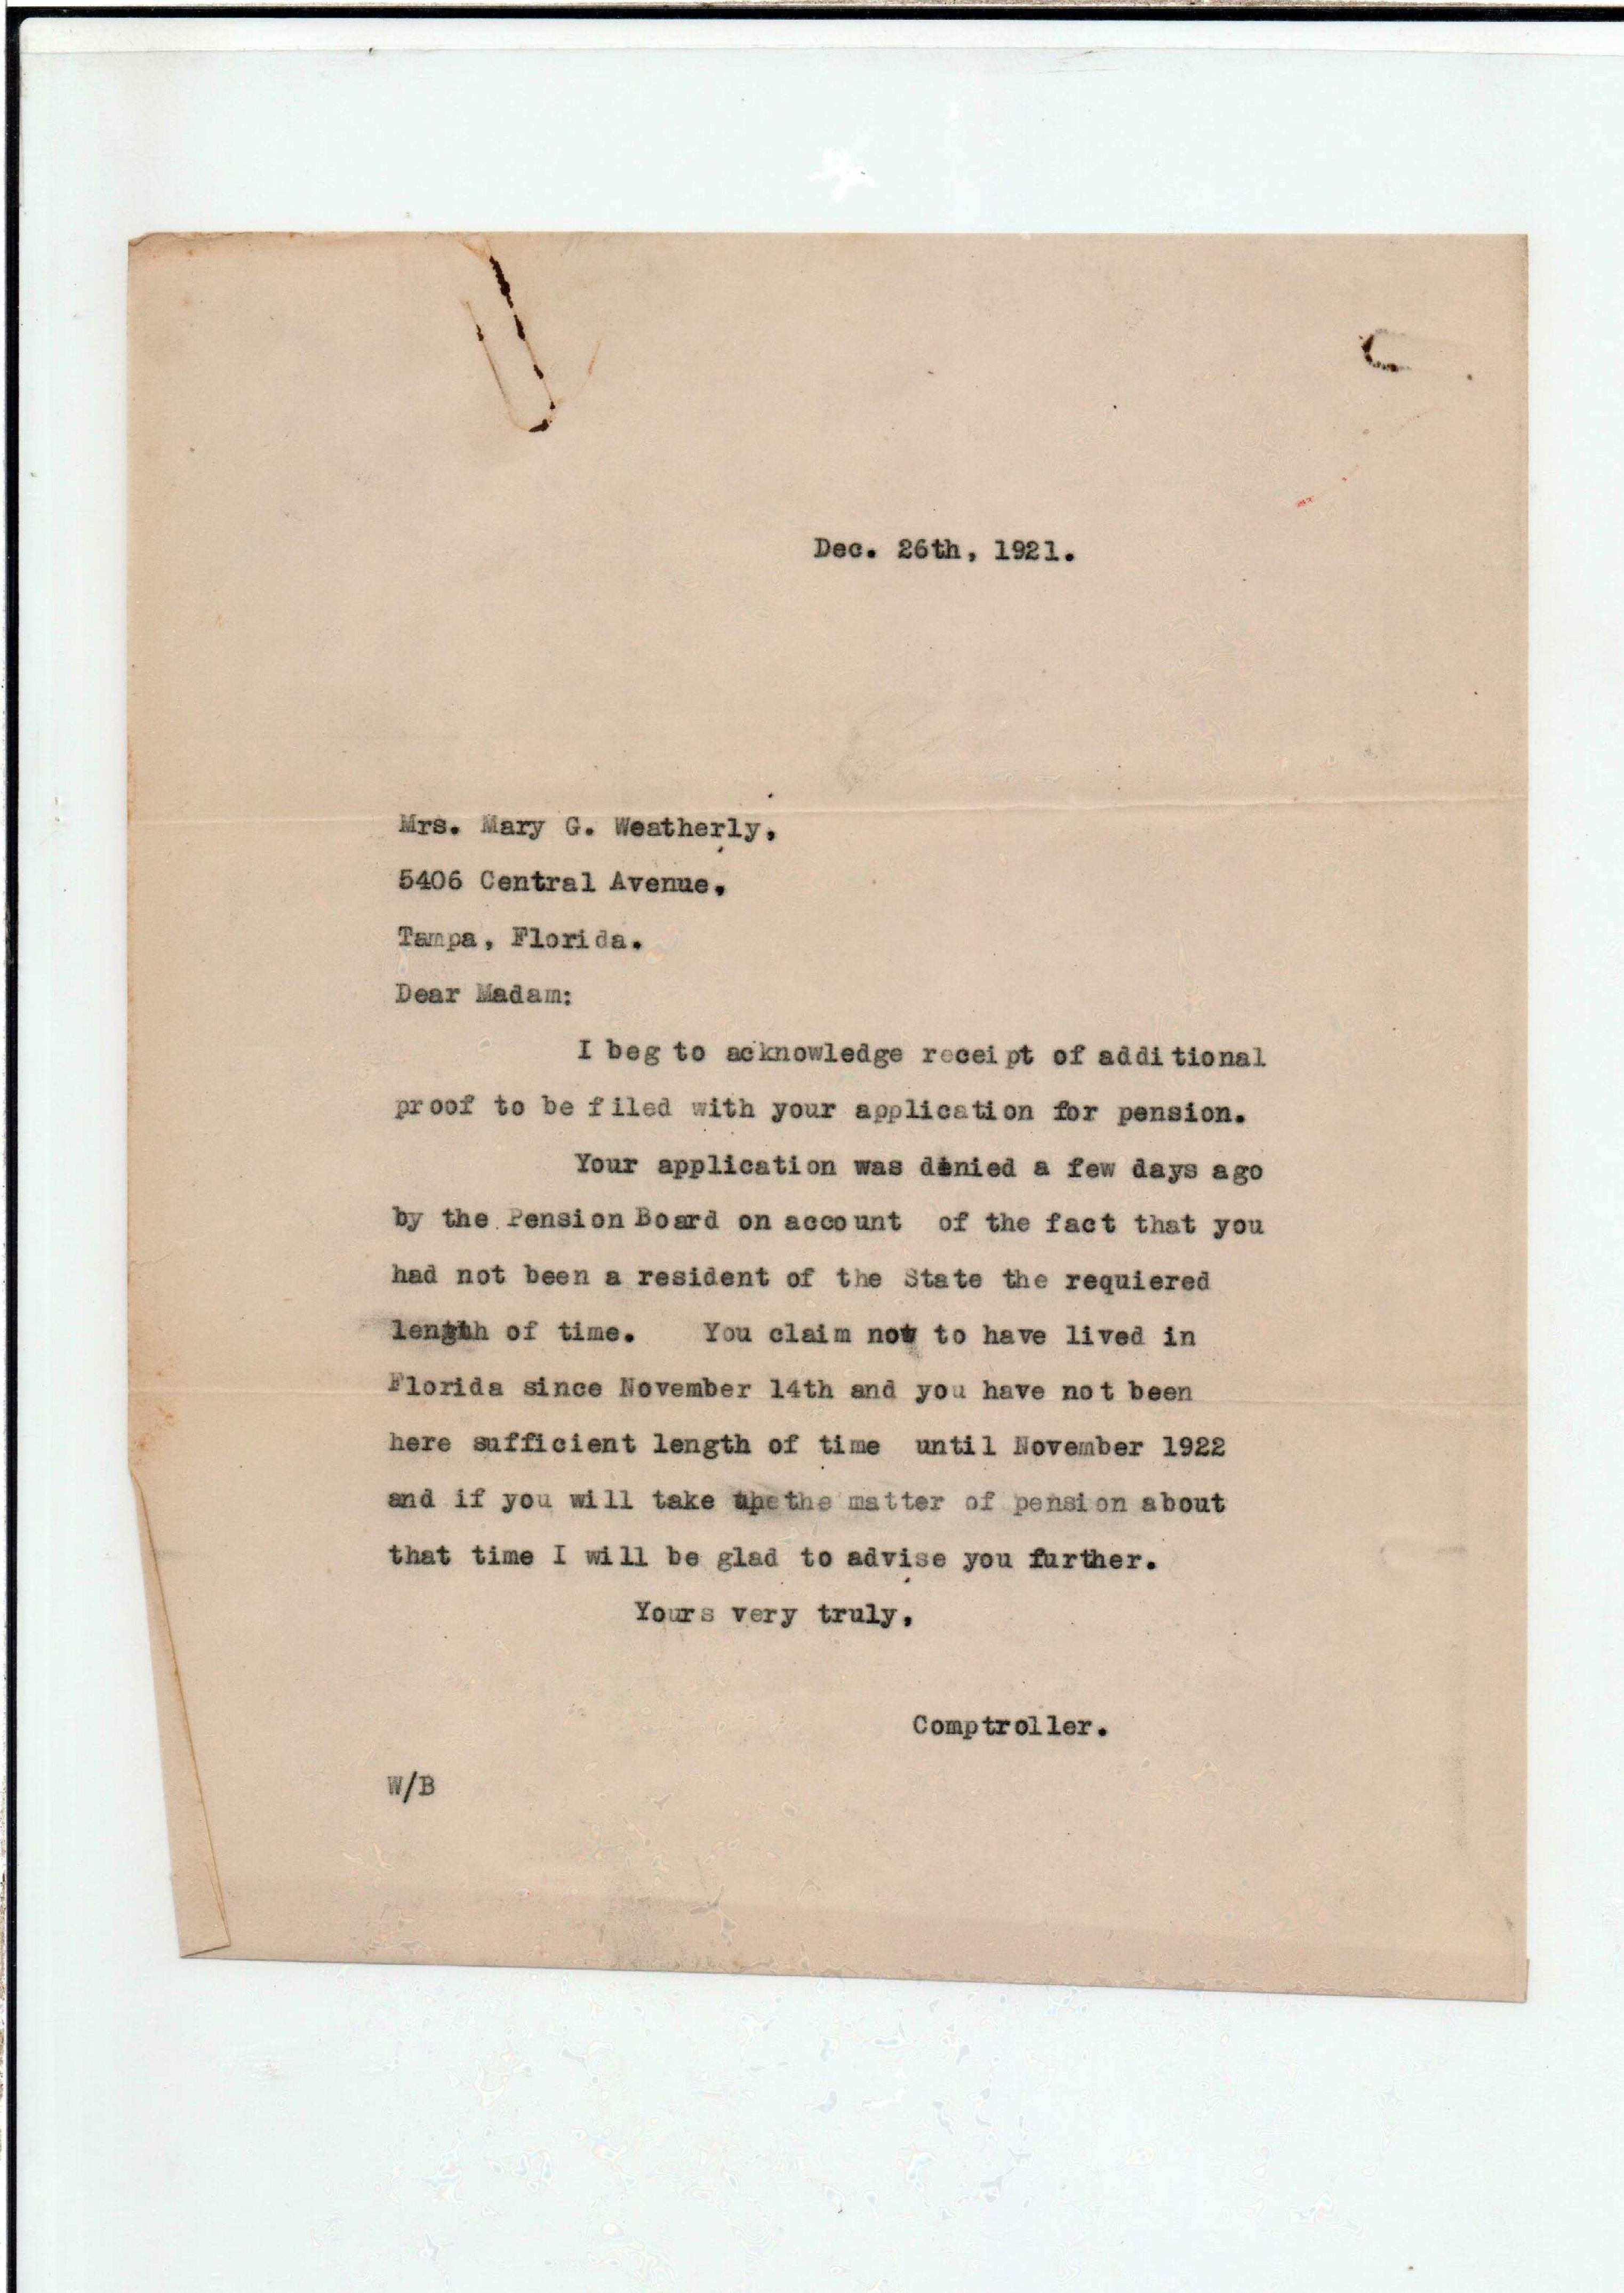 Dec. 26th, 1921.
Mrs. Mary G. Weatherly,
5406 Central Avenue,
Tampa, Florida.
Dear Madam:
I beg to acknowledge receipt of additional
proof to be filed with your application for pension.
Your application was denied a few days ago
by the Pension Board on account of the fact that you
had not been a resident of the State the requiered
length of time. You claim now to have lived in
Florida since November 14th and you have not been
here sufficient length of time until November 1922
and if you will take up the matter of pension about
that time I will be glad to advise you further.
Yours very truly,
Comptroller.
W/B